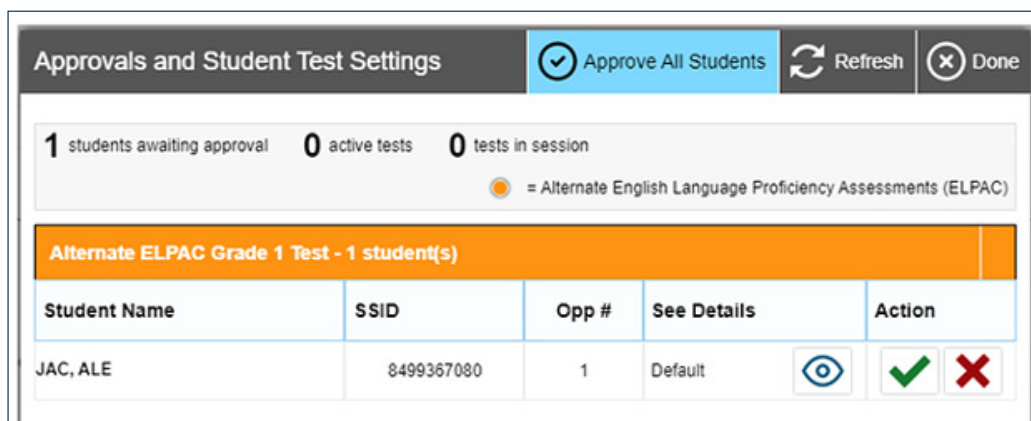 Approvals and Student Test Settings Approve All Students Refresh Done
1 students awaiting approval 0 active tests 0 tests in session
= Alternate English Language Proficiency Assessments (ELPAC)
Alternate ELPAC Grade 1 Test - 1 student(s)
Student Name SSID Opp # See Details Action
JAC, ALE 8499367080 1 Default